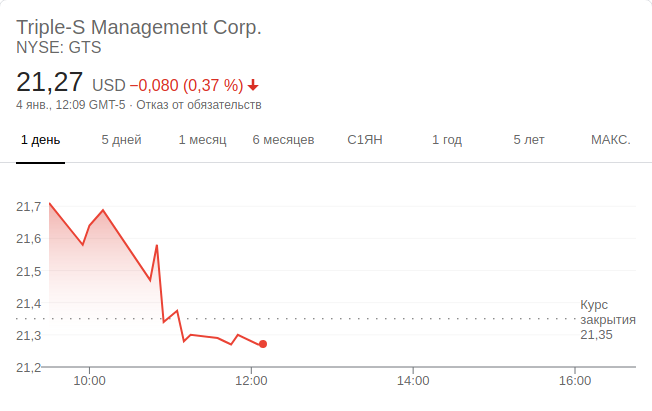 Triple-S Management Corp.
NYSE: GTS
21,27 USD −0,080 (0,37 %)
4 янв., 12:09 GMT-5 · Отказ от обязательств
1 день 5 дней 1 месяц 6 месяцев С1ЯН 1 год 5 лет МАКС.
21,7
21,6
21,5
21,4
21,3
21,2
Курс
закрытия
21,35
10:00 12:00 14:00 16:00